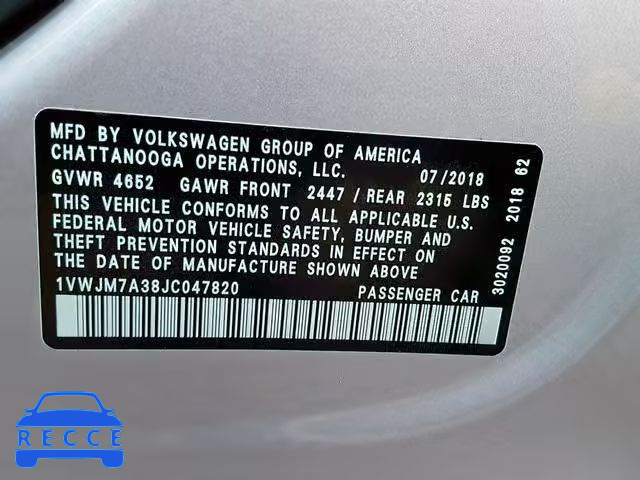 MFD BY VOLKSWAGEN GROUP OF AMERICA
CHATTANOOGA OPERATIONS, LLC. 07/2018
GVWR 4652 GAWR FRONT 2447 / REAR 2315 LBS
THIS VEHICLE CONFORMS TO ALL APPLICABLE U.S.
FEDERAL MOTOR VEHICLE SAFETY, BUMPER AND
THEFT PREVENTION STANDARDS IN EFFECT ON
THE DATE OF MANUFACTURE SHOWN ABOVE
1VWJM7A38JC047820 PASSENGER CAR
3020092 2018 62
RECCE